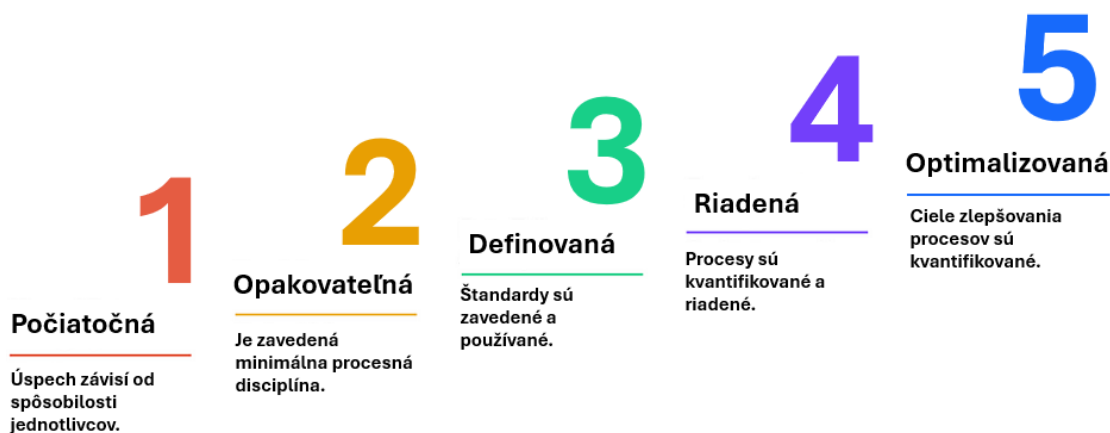 1
Počiatočná
Úspech závisí od
spôsobilosti
jednotlivcov.
2
Opakovateľná
Je zavedená
minimálna procesná
disciplína.
3
Definovaná
Štandardy sú
zavedené a
používané.
4
Riadená
Procesy sú
kvantifikované a
riadené.
5
Optimalizovaná
Ciele zlepšovania
procesov sú
kvantifikované.